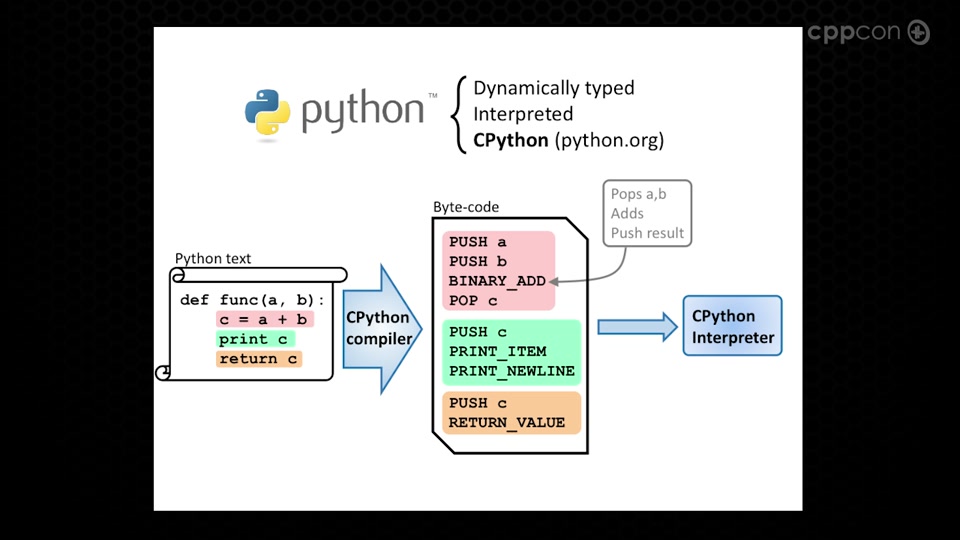 cppcon
python™
Dynamically typed
Interpreted
CPython (python.org)
Pops a,b
Adds
Push result
Byte-code
PUSH a
PUSH b
BINARY_ADD
POP c
PUSH c
PRINT_ITEM
PRINT_NEWLINE
PUSH c
RETURN_VALUE
Python text
def func(a, b):
c = a + b
print c
return c
CPython
compiler
CPython
Interpreter